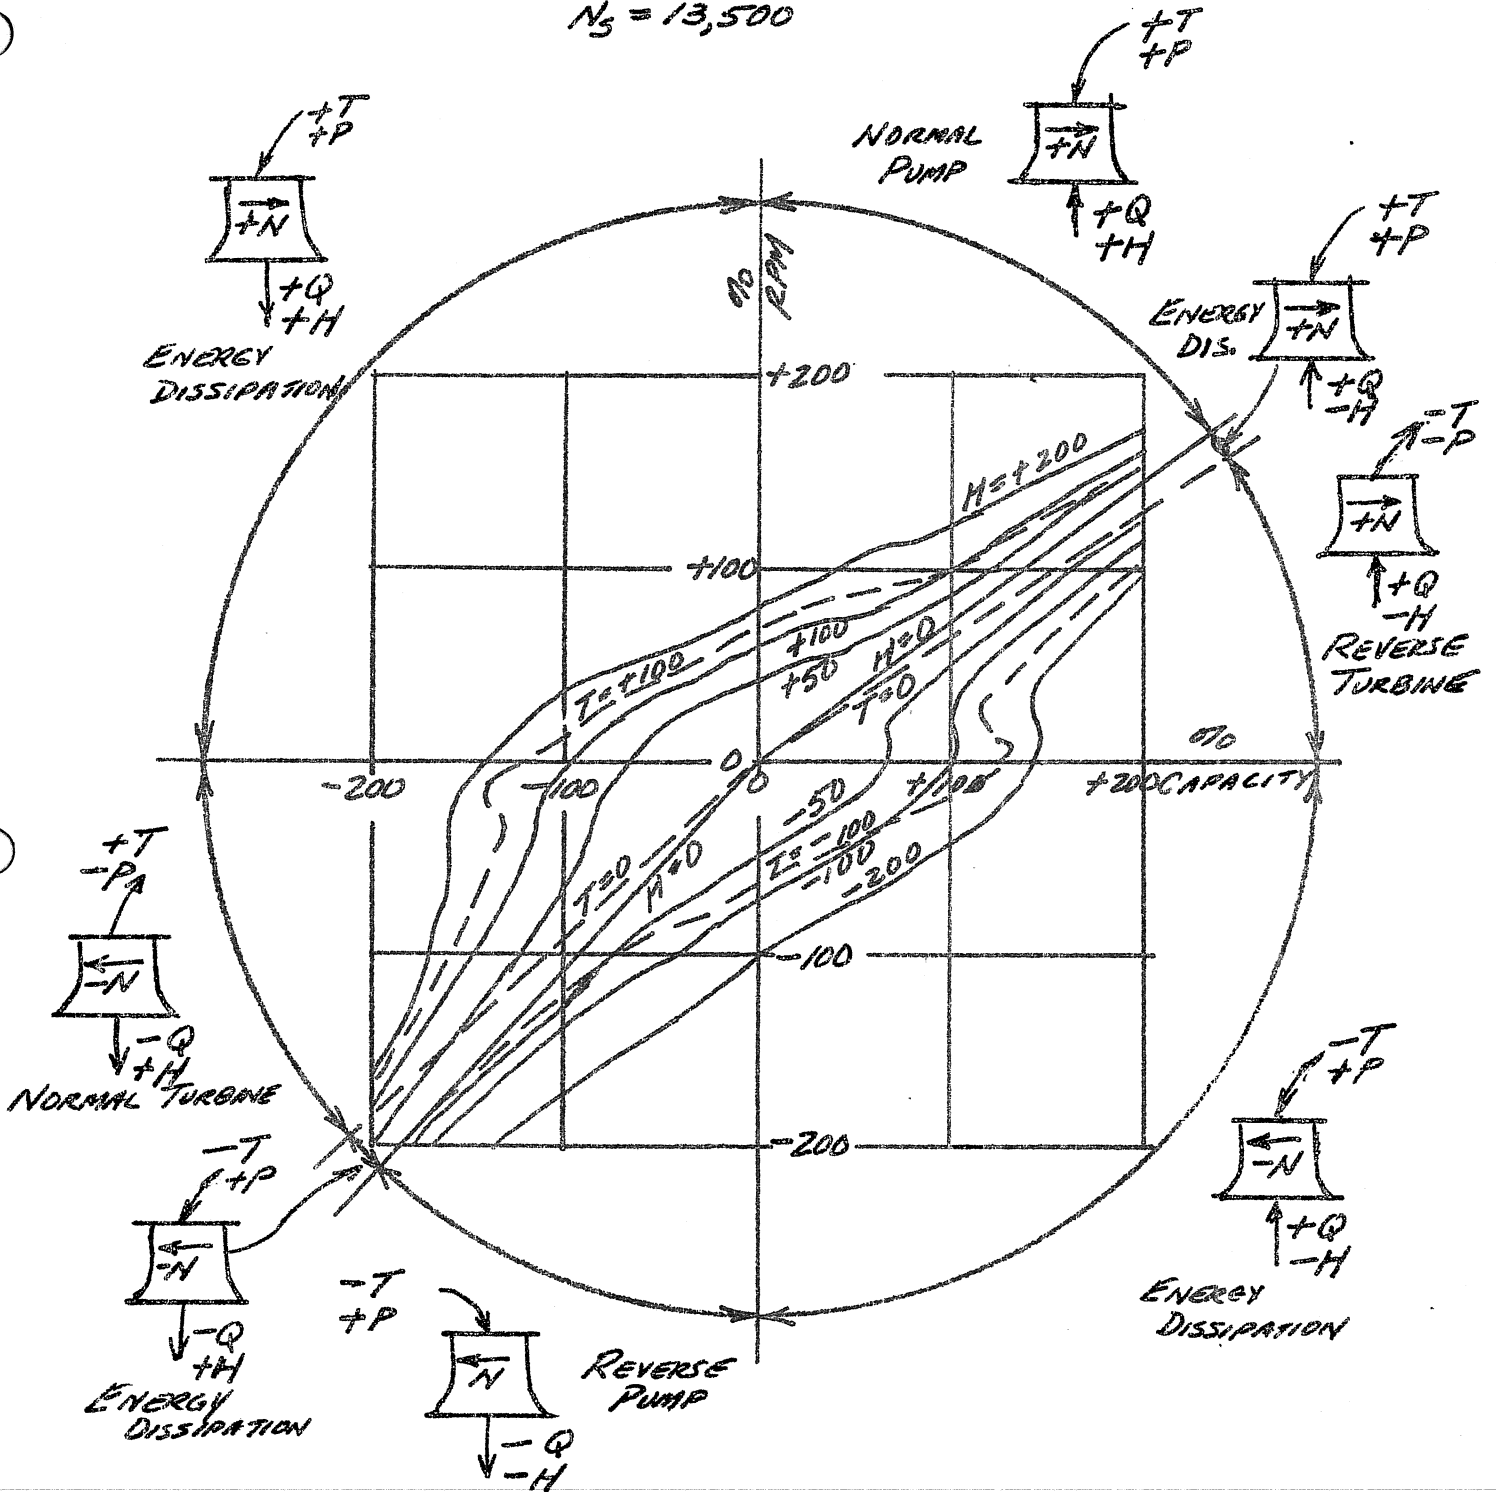 Ns = 13,500
+T
+P
NORMAL
PUMP
+N
+Q
+H
+T
+P
+N
+Q
+H
ENERGY
DISSIPATION
+T
+P
ENERGY
DIS.
+N
+Q
-H
-T
-P
+N
+Q
-H
REVERSE
TURBINE
% RPM
+200
H=+200
+100
T=+100
+100
+50
H=0
T=0
0
0
-200
-100
+100
+200
% CAPACITY
-50
T=-100
-100
-200
T=0
H=0
-100
-200
+T
-P
-N
-Q
+H
NORMAL TURBINE
-T
+P
-N
-Q
+H
ENERGY
DISSIPATION
-T
+P
N
-Q
-H
REVERSE
PUMP
-T
+P
-N
+Q
-H
ENERGY
DISSIPATION